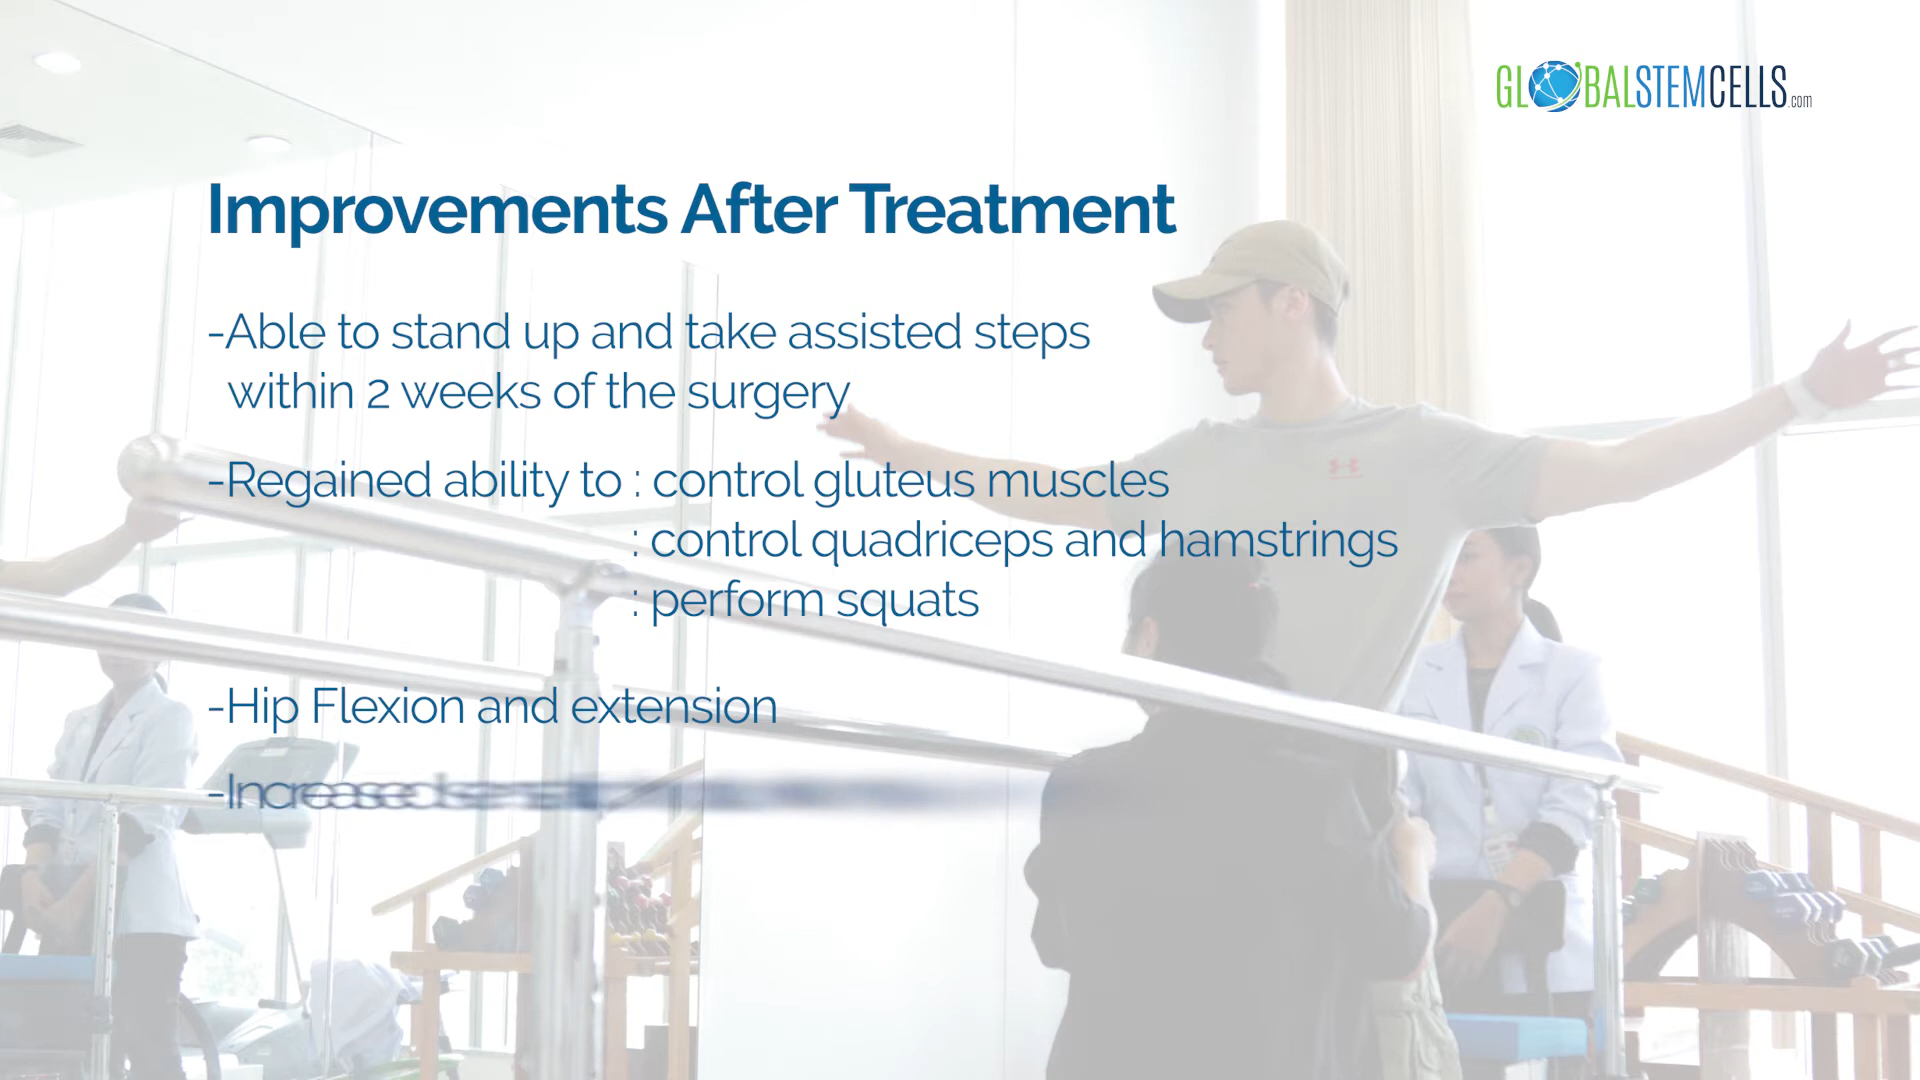 GLOBALSTEMCELLS.com
Improvements After Treatment
-Able to stand up and take assisted steps
within 2 weeks of the surgery
-Regained ability to : control gluteus muscles
: control quadriceps and hamstrings
: perform squats
-Hip Flexion and extension
-Increased